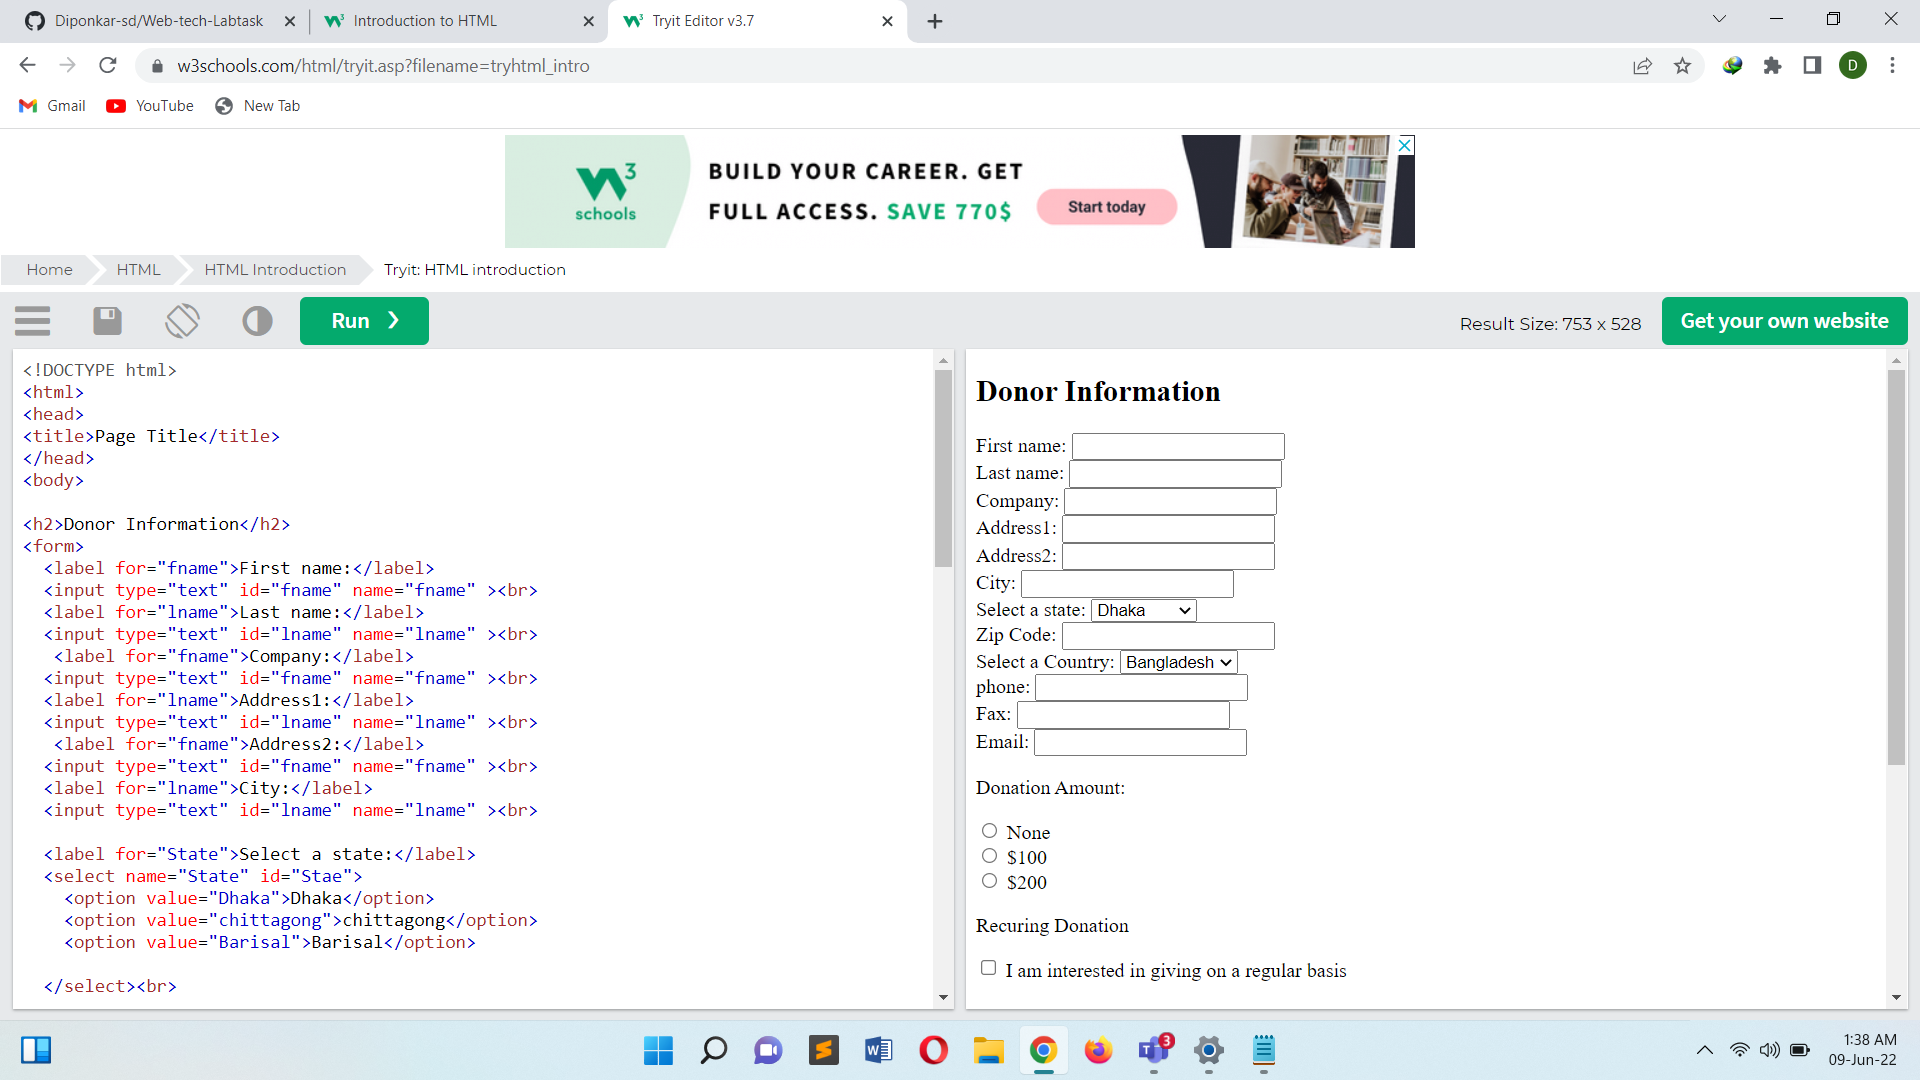 Diponkar-sd/Web-tech-Labtask
Introduction to HTML
Tryit Editor v3.7
w3schools.com/html/tryit.asp?filename=tryhtml_intro
D
Gmail
YouTube
New Tab
3
schools
BUILD YOUR CAREER. GET
FULL ACCESS. SAVE 770$
Start today
Home
HTML
HTML Introduction
Tryit: HTML introduction
Run ❯
Result Size: 753 x 528
Get your own website
<!DOCTYPE html>
<html>
<head>
<title>Page Title</title>
</head>
<body>
<h2>Donor Information</h2>
<form>
<label for="fname">First name:</label>
<input type="text" id="fname" name="fname" ><br>
<label for="lname">Last name:</label>
<input type="text" id="lname" name="lname" ><br>
<label for="fname">Company:</label>
<input type="text" id="fname" name="fname" ><br>
<label for="lname">Address1:</label>
<input type="text" id="lname" name="lname" ><br>
<label for="fname">Address2:</label>
<input type="text" id="fname" name="fname" ><br>
<label for="lname">City:</label>
<input type="text" id="lname" name="lname" ><br>
<label for="State">Select a state:</label>
<select name="State" id="Stae">
<option value="Dhaka">Dhaka</option>
<option value="chittagong">chittagong</option>
<option value="Barisal">Barisal</option>
</select><br>
Donor Information
First name:
Last name:
Company:
Address1:
Address2:
City:
Select a state: Dhaka
Zip Code:
Select a Country: Bangladesh
phone:
Fax:
Email:
Donation Amount:
None
$100
$200
Recuring Donation
I am interested in giving on a regular basis
3
1:38 AM
09-Jun-22